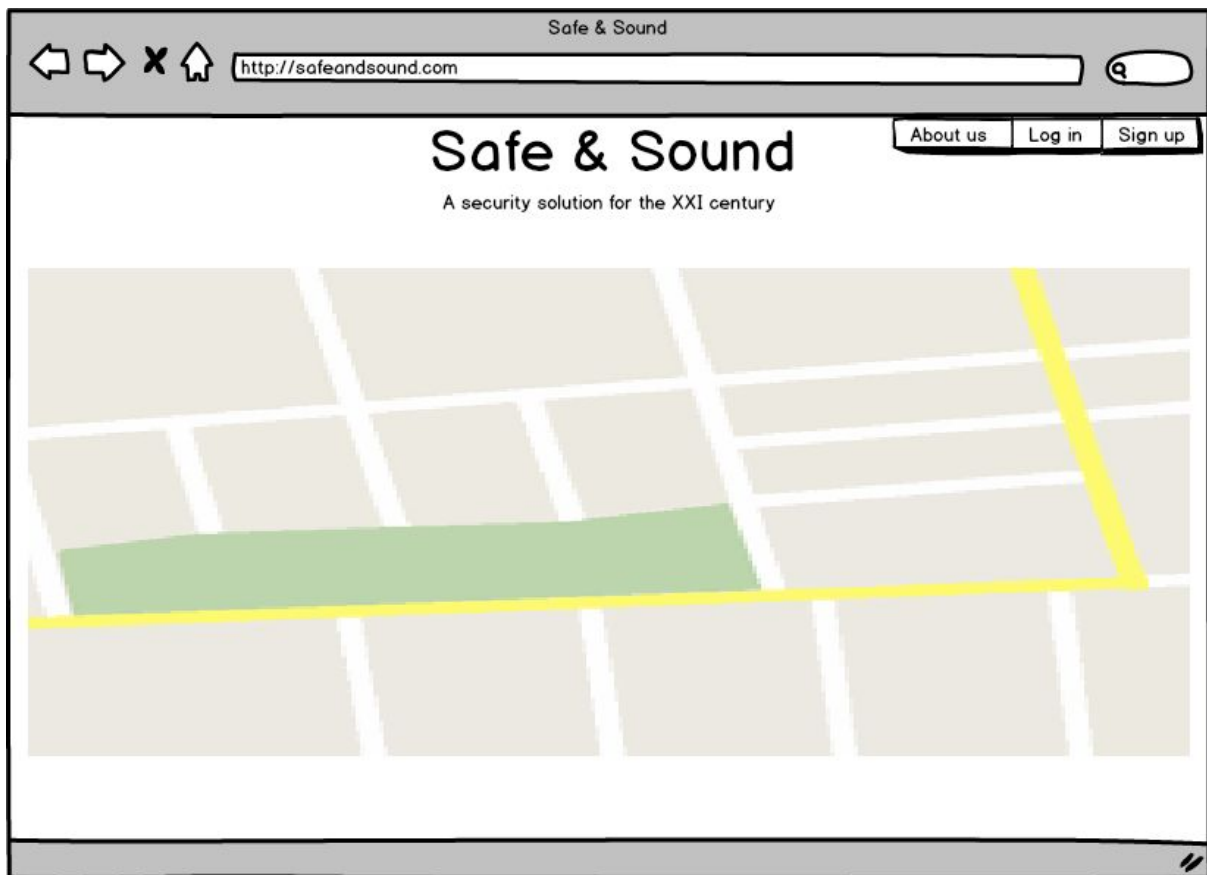 Safe & Sound
http://safeandsound.com
About us Log in Sign up
Safe & Sound
A security solution for the XXI century